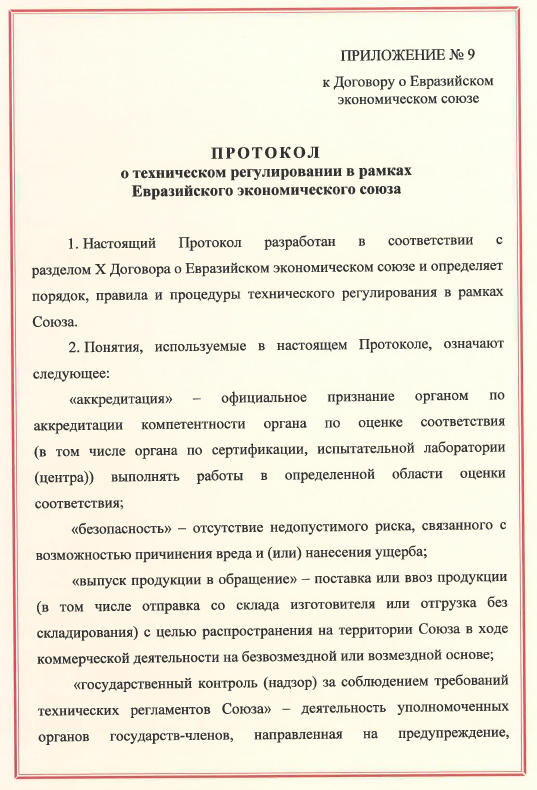 ПРИЛОЖЕНИЕ № 9
к Договору о Евразийском
экономическом союзе
ПРОТОКОЛ
о техническом регулировании в рамках
Евразийского экономического союза
1. Настоящий Протокол разработан в соответствии с
разделом X Договора о Евразийском экономическом союзе и определяет
порядок, правила и процедуры технического регулирования в рамках
Союза.
2. Понятия, используемые в настоящем Протоколе, означают
следующее:
«аккредитация» – официальное признание органом по
аккредитации компетентности органа по оценке соответствия
(в том числе органа по сертификации, испытательной лаборатории
(центра)) выполнять работы в определенной области оценки
соответствия;
«безопасность» – отсутствие недопустимого риска, связанного с
возможностью причинения вреда и (или) нанесения ущерба;
«выпуск продукции в обращение» – поставка или ввоз продукции
(в том числе отправка со склада изготовителя или отгрузка без
складирования) с целью распространения на территории Союза в ходе
коммерческой деятельности на безвозмездной или возмездной основе;
«государственный контроль (надзор) за соблюдением требований
технических регламентов Союза» – деятельность уполномоченных
органов государств-членов, направленная на предупреждение,